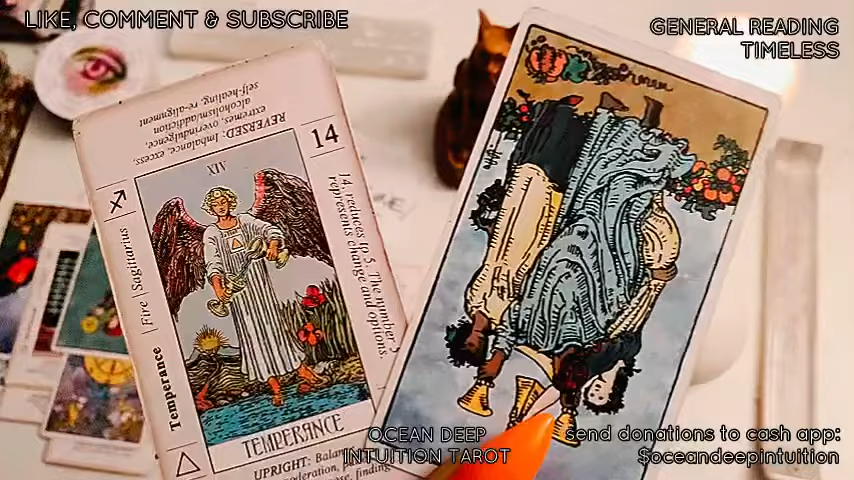 LIKE, COMMENT & SUBSCRIBE
GENERAL READING
TIMELESS
self-healing, re-alignment
alcoholism/addiction
extremes, overindulgence,
REVERSED: Imbalance, excess,
14
XIV
14, reduces to 5. The number 5
represents change and options.
Temperance | Fire | Sagittarius
TEMPERANCE
UPRIGHT:
OCEAN DEEP
INTUITION TAROT
send donations to cash app:
$oceandeepintuition